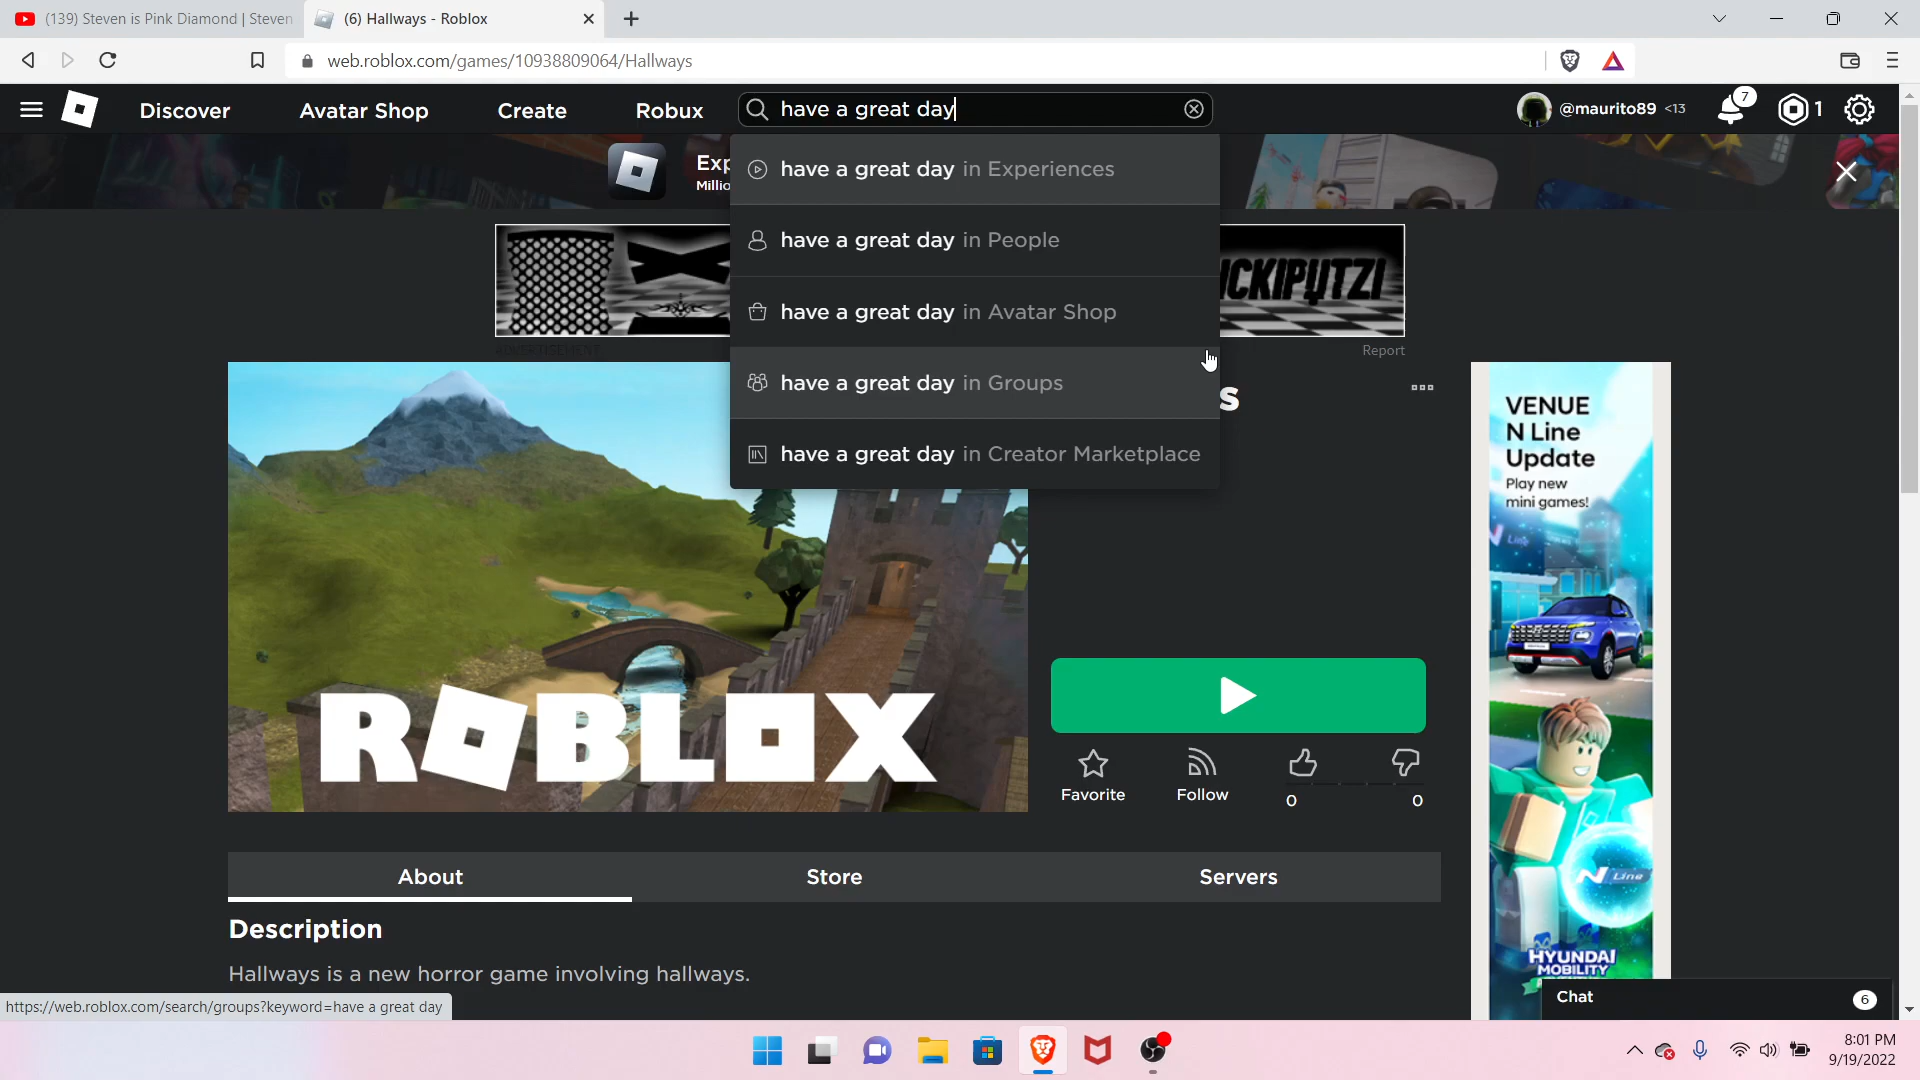 (139) Steven is Pink Diamond | Steven
(6) Hallways - Roblox
web.roblox.com/games/10938809064/Hallways
Discover
Avatar Shop
Create
Robux
have a great day
@maurito89 <13
7
1
Exp
Millio
have a great day in Experiences
have a great day in People
have a great day in Avatar Shop
have a great day in Groups
have a great day in Creator Marketplace
ICKIPUTZI
ADVERTISEMENT
Report
s
ROBLOX
Favorite
Follow
0
0
VENUE
N Line
Update
Play new
mini games!
N Line
HYUNDAI
MOBILITY
About
Store
Servers
Description
Hallways is a new horror game involving hallways.
Chat
6
https://web.roblox.com/search/groups?keyword=have a great day
8:01 PM
9/19/2022